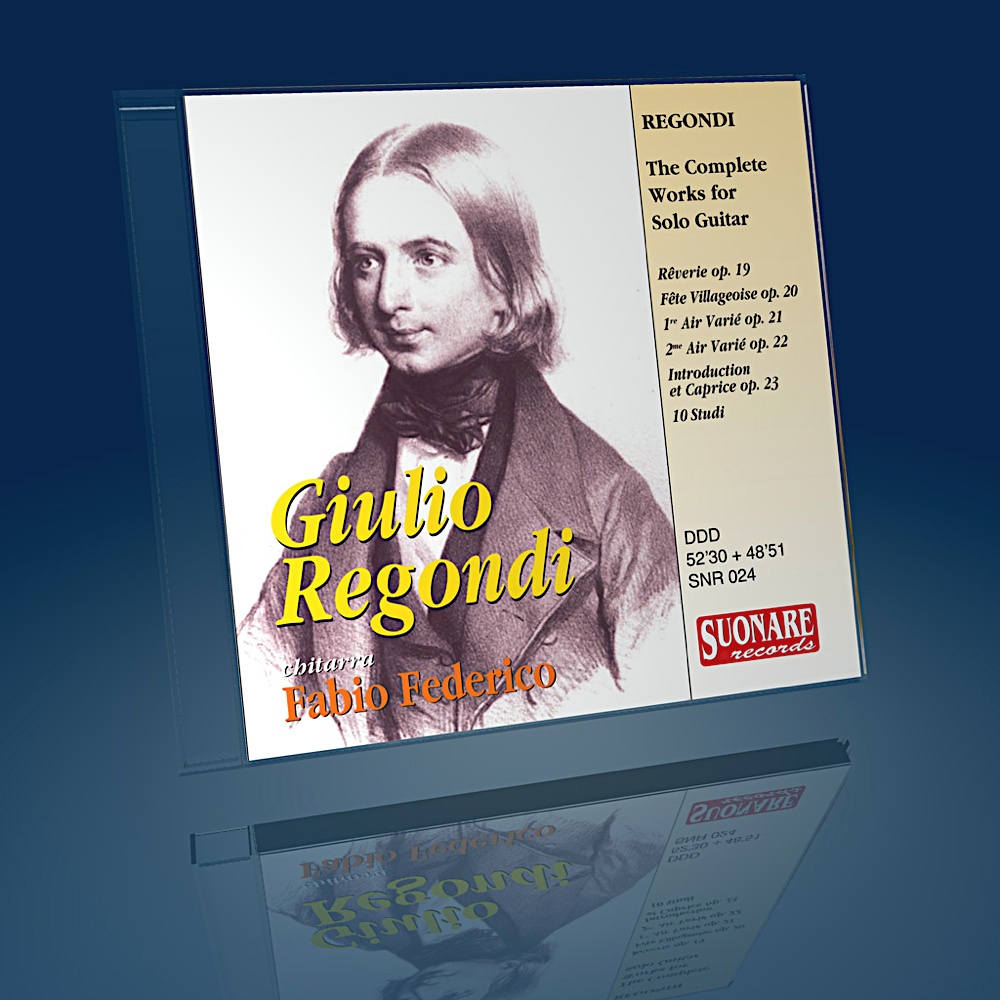 Giulio
Regondi
chitarra
Fabio Federico
REGONDI
The Complete
Works for
Solo Guitar
Rêverie op. 19
Fête Villageoise op. 20
1re Air Varié op. 21
2me Air Varié op. 22
Introduction
et Caprice op. 23
10 Studi
DDD
52'30 + 48'51
SNR 024
SUONARE
records